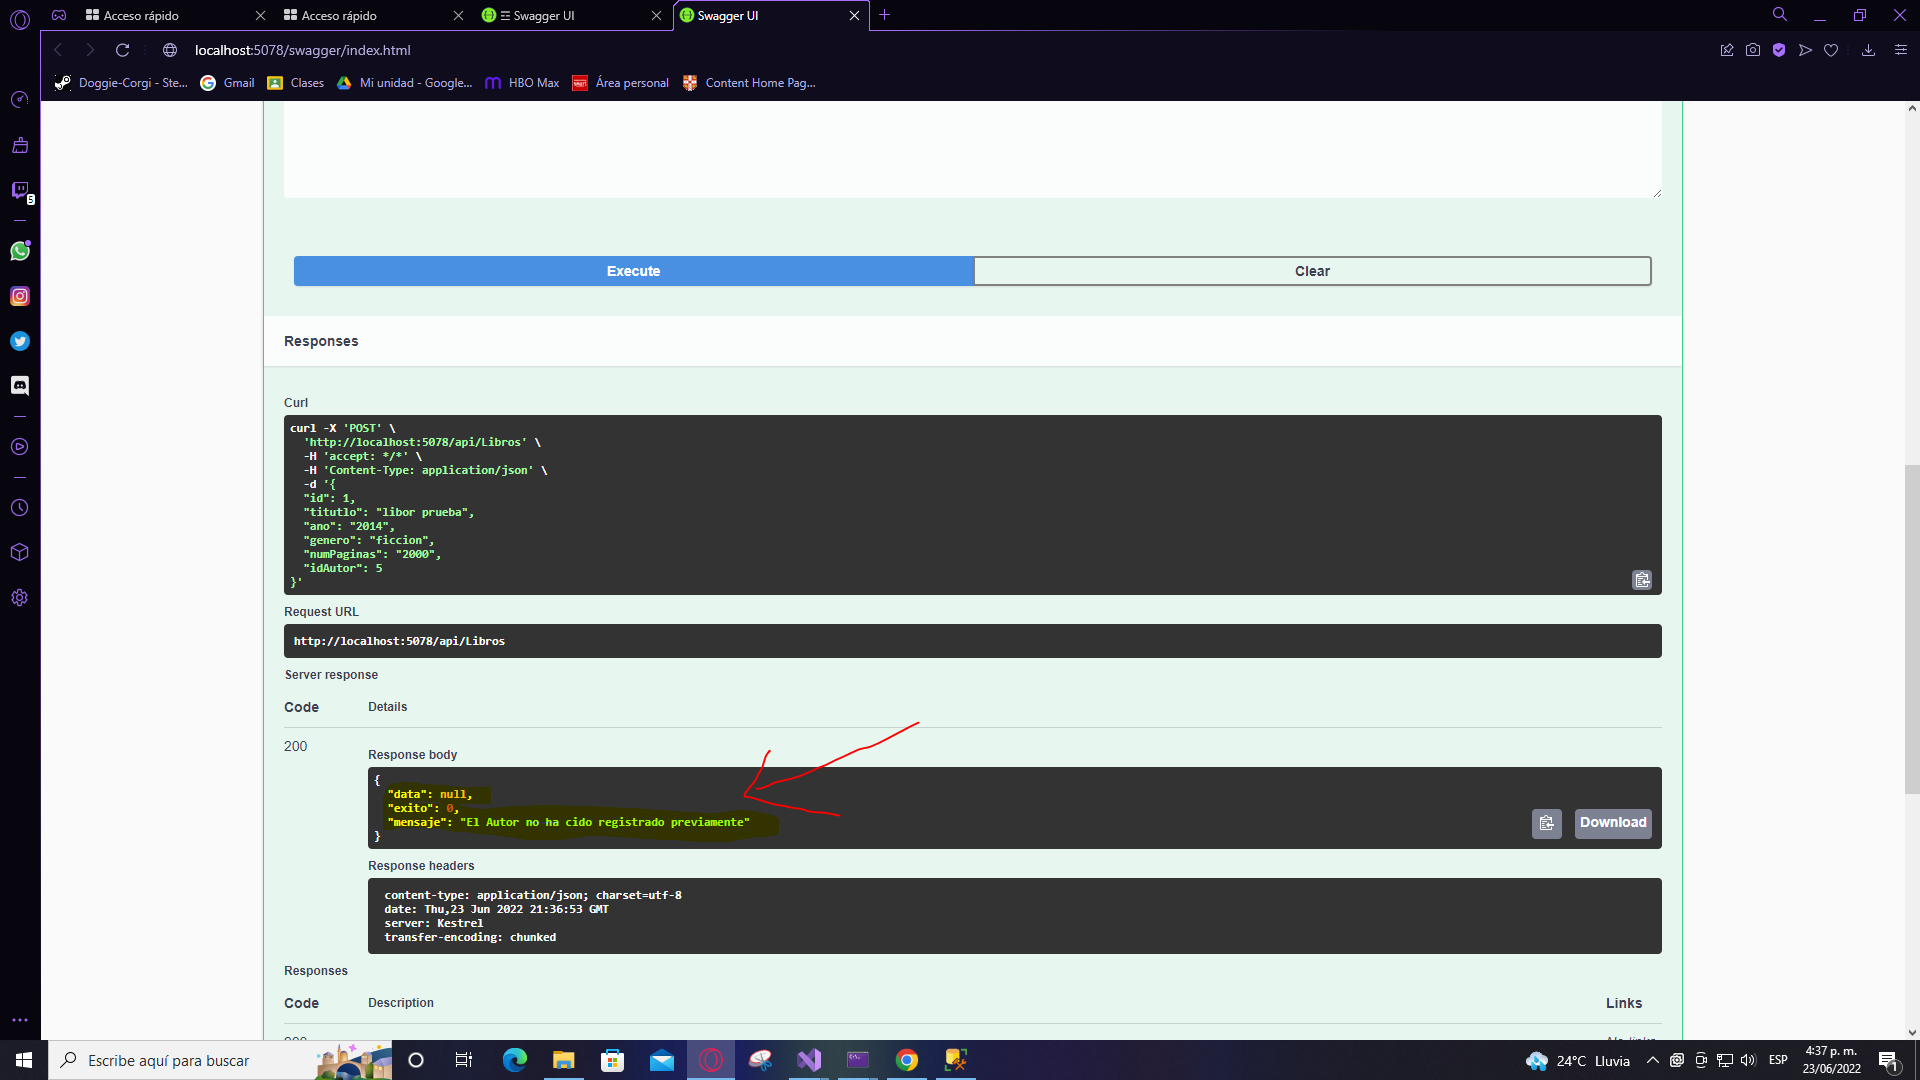 Acceso rápido
Acceso rápido
Swagger UI
Swagger UI
localhost:5078/swagger/index.html
Doggie-Corgi - Ste...
Gmail
Clases
Mi unidad - Google...
HBO Max
Área personal
Content Home Pag...
5
Execute
Clear
Responses
Curl
curl -X 'POST' \
'http://localhost:5078/api/Libros' \
-H 'accept: */*' \
-H 'Content-Type: application/json' \
-d '{
"id": 1,
"titutlo": "libor prueba",
"ano": "2014",
"genero": "ficcion",
"numPaginas": "2000",
"idAutor": 5
}'
Request URL
http://localhost:5078/api/Libros
Server response
Code
Details
200
Response body
{
"data": null,
"exito": 0,
"mensaje": "El Autor no ha cido registrado previamente"
}
Download
Response headers
content-type: application/json; charset=utf-8
date: Thu,23 Jun 2022 21:36:53 GMT
server: Kestrel
transfer-encoding: chunked
Responses
Code
Description
Links
Escribe aquí para buscar
24°C Lluvia
ESP
4:37 p. m.
23/06/2022
1